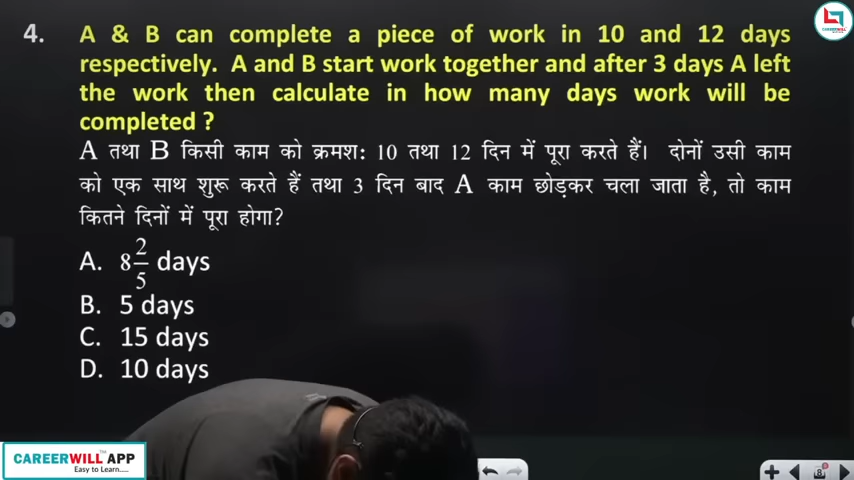 4. A & B can complete a piece of work in 10 and 12 days
respectively. A and B start work together and after 3 days A left
the work then calculate in how many days work will be
completed ?
A तथा B किसी काम को क्रमश: 10 तथा 12 दिन में पूरा करते हैं। दोनों उसी काम
को एक साथ शुरू करते हैं तथा 3 दिन बाद A काम छोड़कर चला जाता है, तो काम
कितने दिनों में पूरा होगा?
A. 8 2/5 days
B. 5 days
C. 15 days
D. 10 days
CAREERWILL
CAREERWILL APP
Easy to Learn.....
8